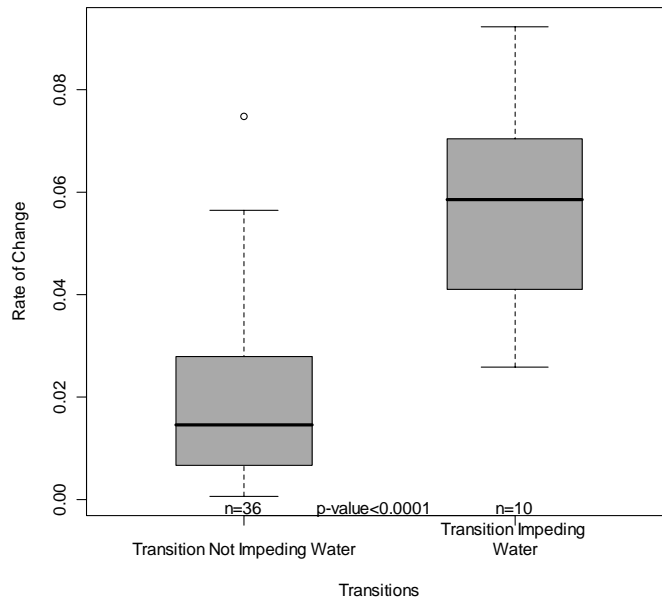 0.08
0.06
0.04
0.02
0.00
Rate of Change
n=36 p-value<0.0001 n=10
Transition Not Impeding Water
Transition Impeding
Water
Transitions